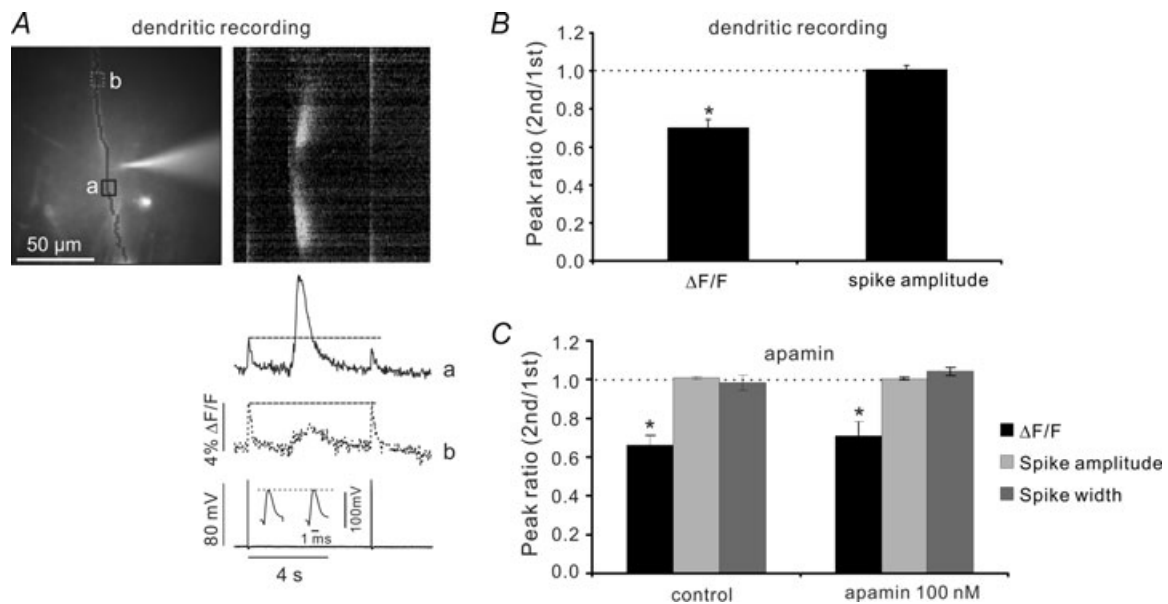 A
dendritic recording
b
a
50 µm
a
4% ΔF/F
b
80 mV
100mV
1 ms
4 s
B
dendritic recording
Peak ratio (2nd/1st)
1.2
1.0
0.8
0.6
0.4
0.2
0.0
*
ΔF/F
spike amplitude
C
apamin
Peak ratio (2nd/1st)
1.2
1.0
0.8
0.6
0.4
0.2
0.0
*
*
ΔF/F
Spike amplitude
Spike width
control
apamin 100 nM